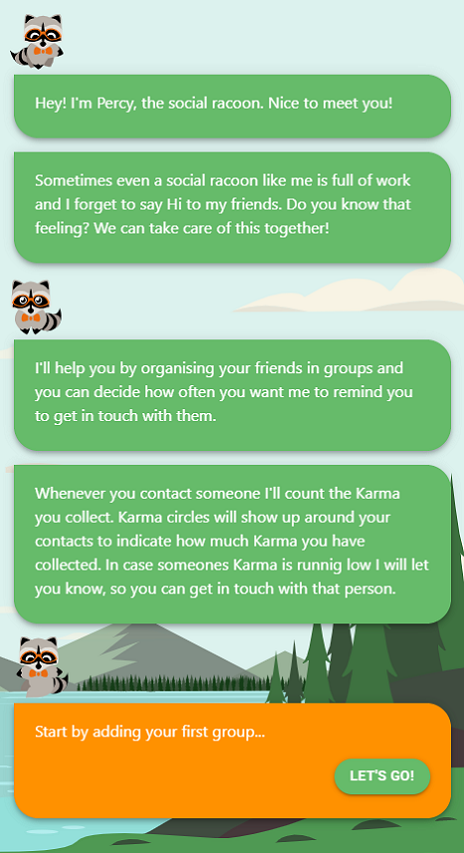 Hey! I'm Percy, the social racoon. Nice to meet you!
Sometimes even a social racoon like me is full of work
and I forget to say Hi to my friends. Do you know that
feeling? We can take care of this together!
I'll help you by organising your friends in groups and
you can decide how often you want me to remind you
to get in touch with them.
Whenever you contact someone I'll count the Karma
you collect. Karma circles will show up around your
contacts to indicate how much Karma you have
collected. In case someones Karma is runnig low I will let
you know, so you can get in touch with that person.
Start by adding your first group...
LET'S GO!